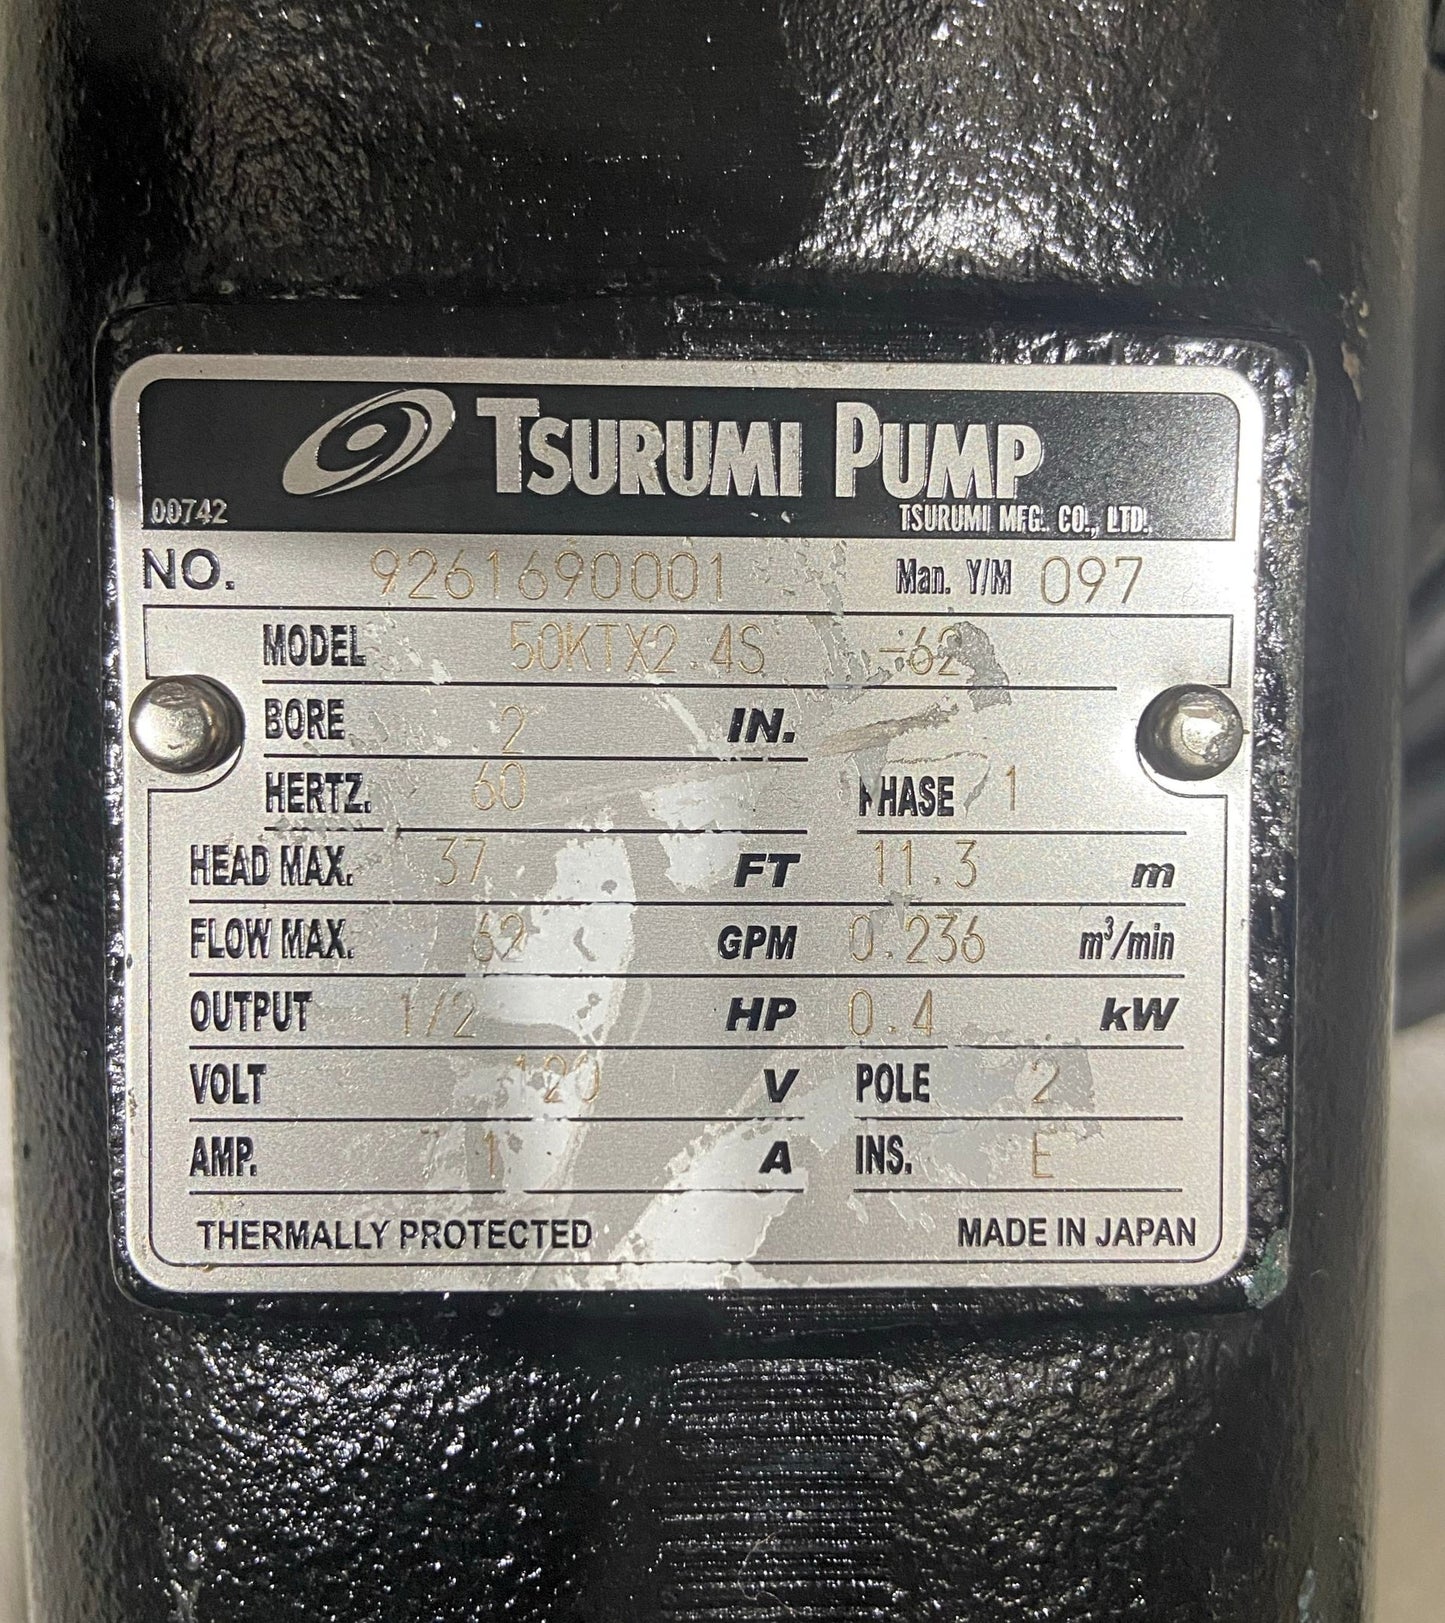 TSURUMI PUMP
00742 TSURUMI MFG. CO., LTD.
NO. 9261690001 Man. Y/M 097
MODEL 50KTX2.4S -62
BORE 2 IN.
HERTZ. 60 PHASE 1
HEAD MAX. 37 FT 11.3 m
FLOW MAX. 62 GPM 0.236 m³/min
OUTPUT 1/2 HP 0.4 kW
VOLT 120 V POLE 2
AMP. A INS. E
THERMALLY PROTECTED MADE IN JAPAN